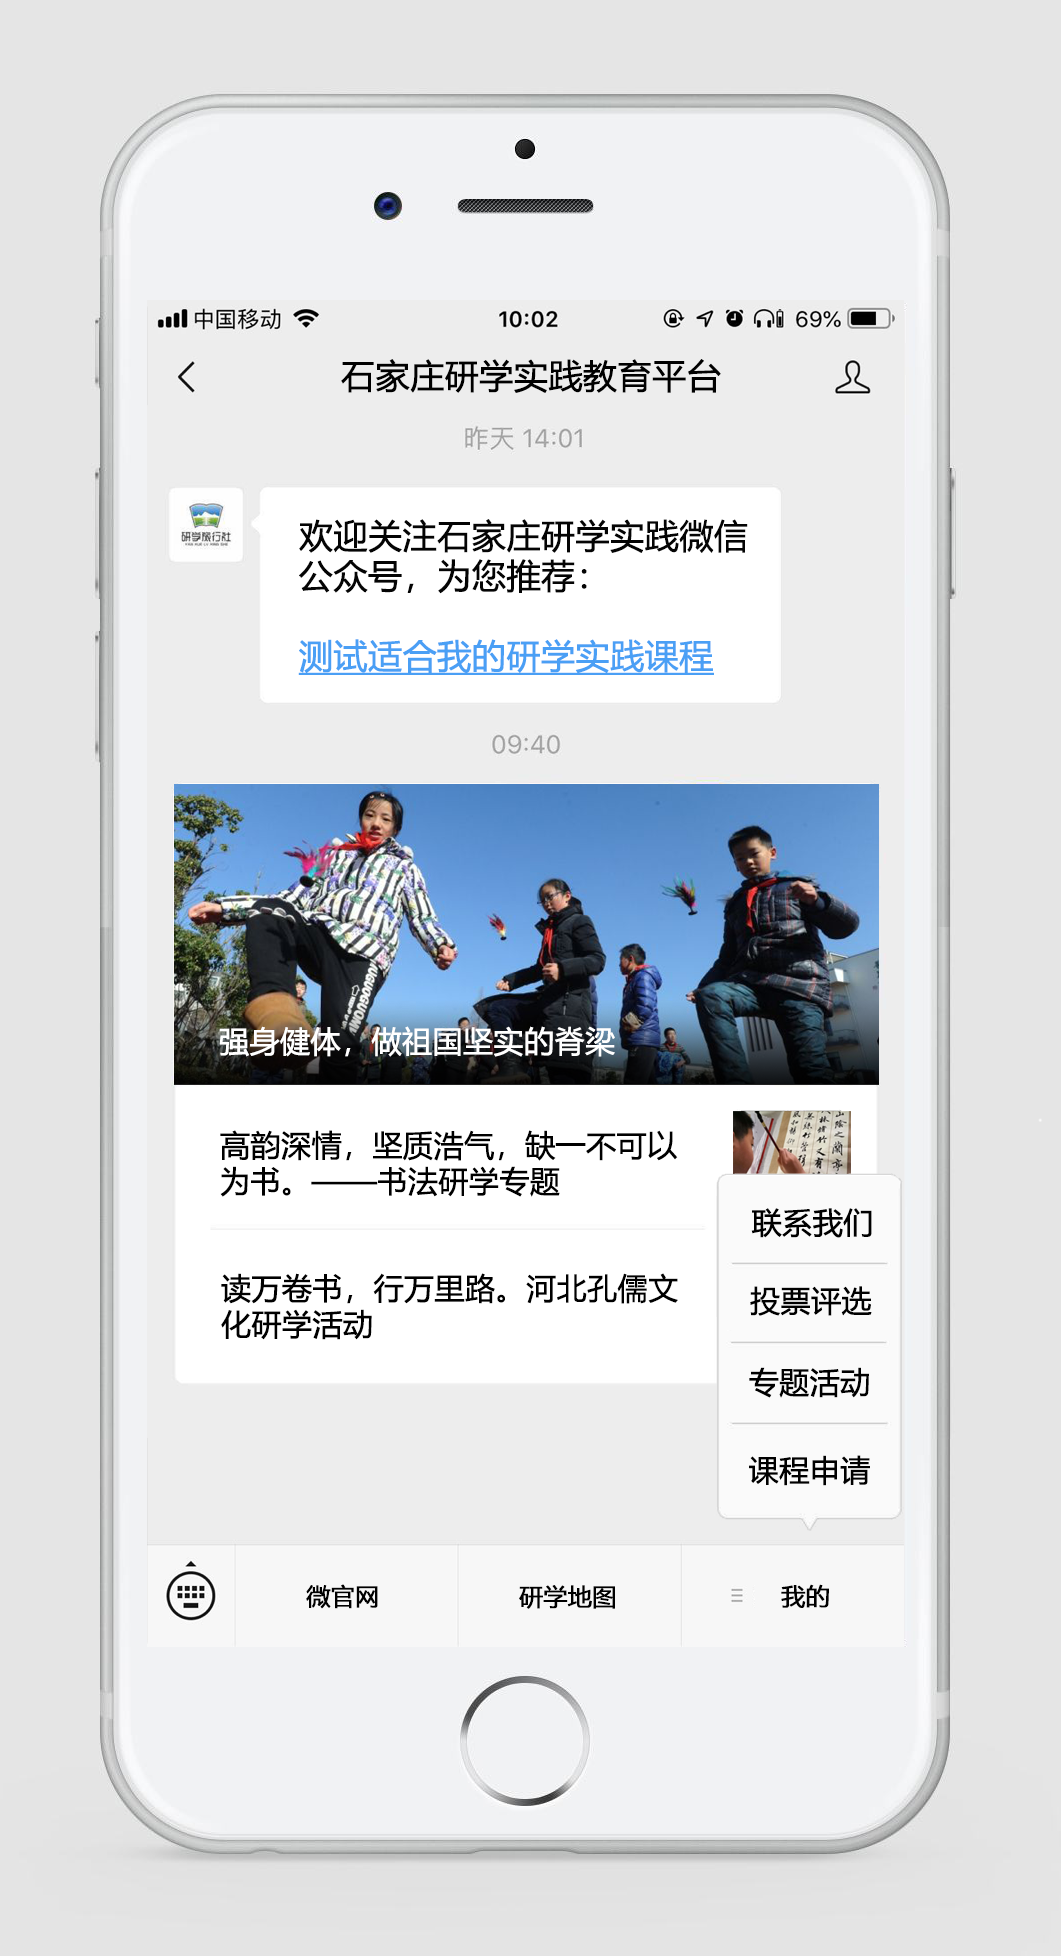 中国移动
10:02
69%
石家庄研学实践教育平台
昨天 14:01
研学旅行社
欢迎关注石家庄研学实践微信
公众号，为您推荐：
测试适合我的研学实践课程
09:40
强身健体，做祖国坚实的脊梁
高韵深情，坚质浩气，缺一不可以
为书。——书法研学专题
读万卷书，行万里路。河北孔儒文
化研学活动
联系我们
投票评选
专题活动
课程申请
微官网
研学地图
我的